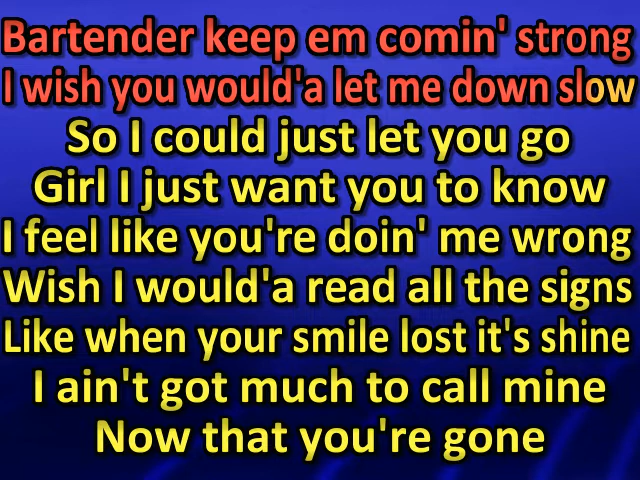 Bartender keep em comin' strong
I wish you would'a let me down slow
So I could just let you go
Girl I just want you to know
I feel like you're doin' me wrong
Wish I would'a read all the signs
Like when your smile lost it's shine
I ain't got much to call mine
Now that you're gone